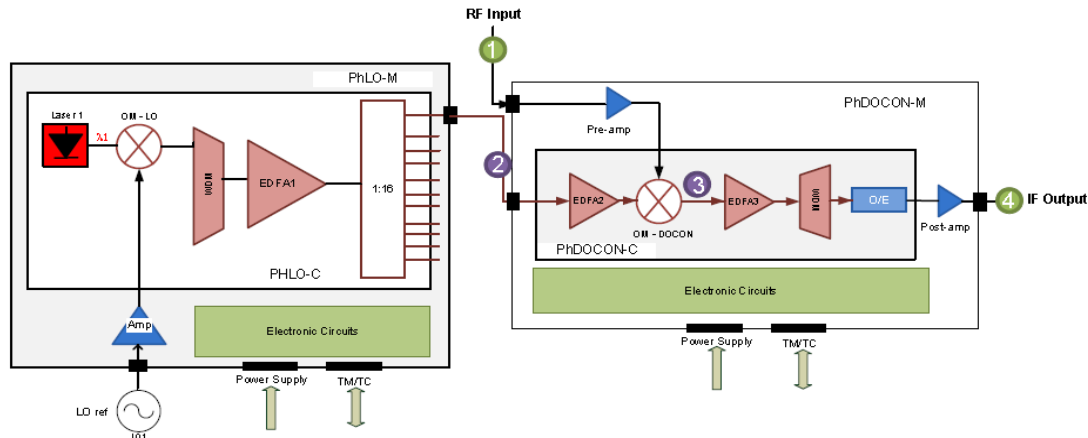 RF Input
1
PhLO-M
PhDOCON-M
Laser 1
λ1
OM - LO
WDM
EDFA1
1:16
PHLO-C
Pre-amp
2
EDFA2
3
OM - DOCON
EDFA3
WDM
O/E
Post-amp
4
IF Output
PhDOCON-C
Amp
Electronic Circuits
Electronic Circuits
Power Supply
TM/TC
Power Supply
TM/TC
LO ref